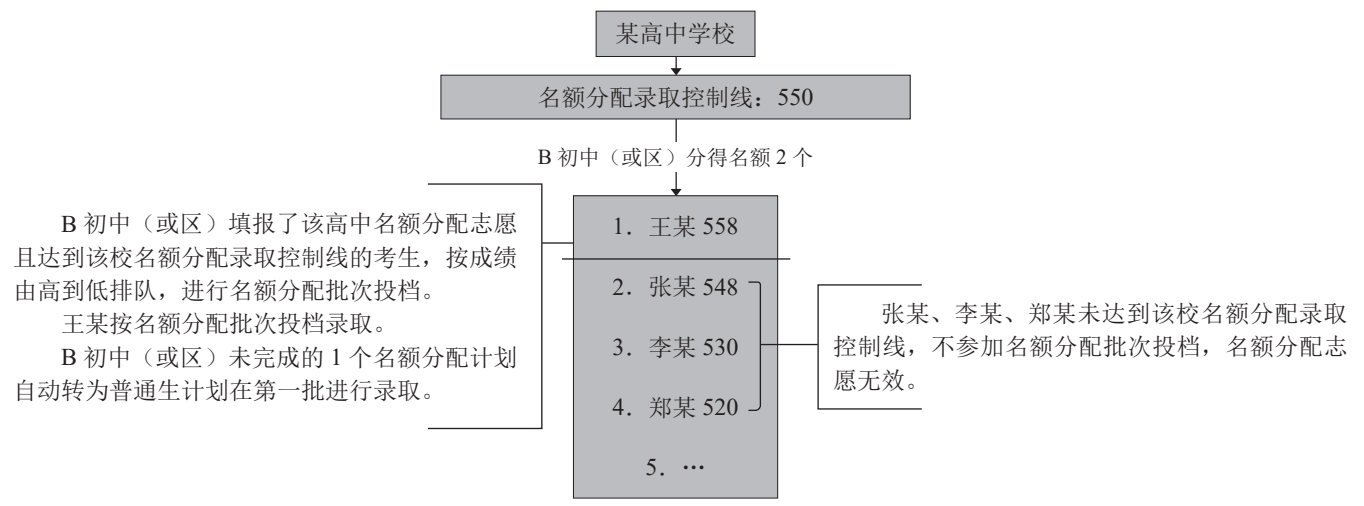 某高中学校
名额分配录取控制线：550
B 初中（或区）分得名额 2 个
B 初中（或区）填报了该高中名额分配志愿
且达到该校名额分配录取控制线的考生，按成绩
由高到低排队，进行名额分配批次投档。
王某按名额分配批次投档录取。
B 初中（或区）未完成的 1 个名额分配计划
自动转为普通生计划在第一批进行录取。
1．王某 558
2．张某 548
3．李某 530
4．郑某 520
5．…
张某、李某、郑某未达到该校名额分配录取
控制线，不参加名额分配批次投档，名额分配志
愿无效。